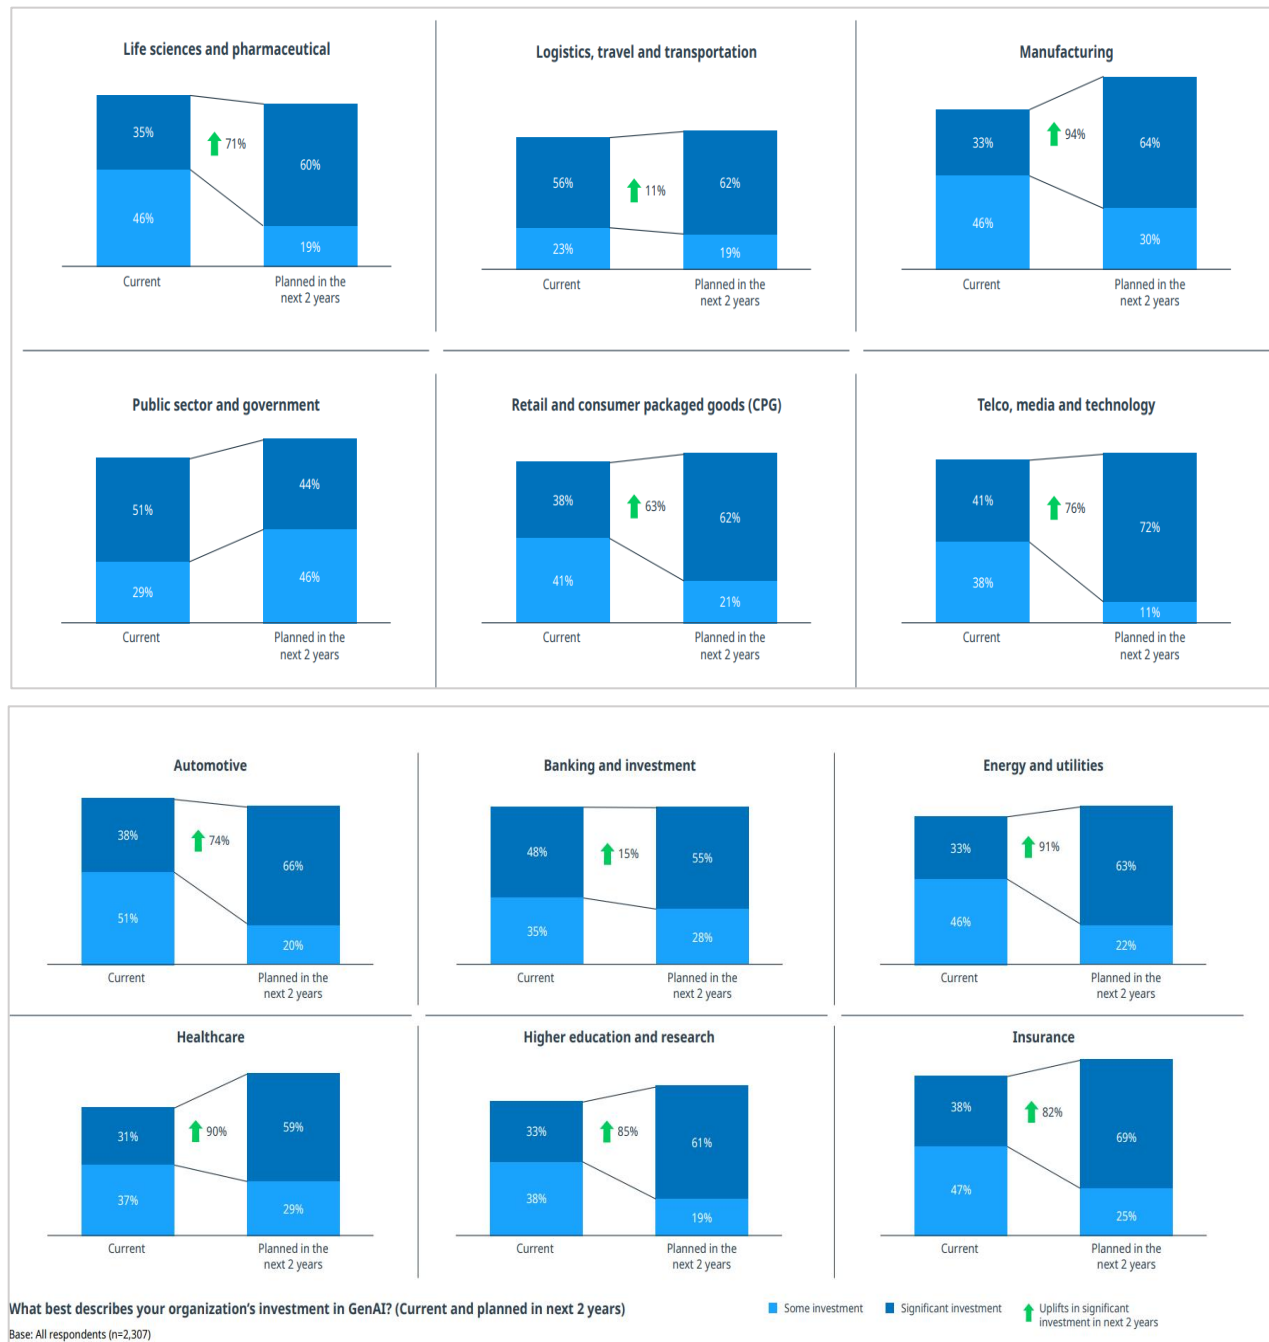 Life sciences and pharmaceutical
35%
71%
60%
46%
19%
Current
Planned in the
next 2 years
Logistics, travel and transportation
56%
11%
62%
23%
19%
Current
Planned in the
next 2 years
Manufacturing
33%
94%
64%
46%
30%
Current
Planned in the
next 2 years
Public sector and government
51%
44%
29%
46%
Current
Planned in the
next 2 years
Retail and consumer packaged goods (CPG)
38%
63%
62%
41%
21%
Current
Planned in the
next 2 years
Telco, media and technology
41%
76%
72%
38%
11%
Current
Planned in the
next 2 years
Automotive
38%
74%
66%
51%
20%
Current
Planned in the
next 2 years
Banking and investment
48%
15%
55%
35%
28%
Current
Planned in the
next 2 years
Energy and utilities
33%
91%
63%
46%
22%
Current
Planned in the
next 2 years
Healthcare
31%
90%
59%
37%
29%
Current
Planned in the
next 2 years
Higher education and research
33%
85%
61%
38%
19%
Current
Planned in the
next 2 years
Insurance
38%
82%
69%
47%
25%
Current
Planned in the
next 2 years
What best describes your organization's investment in GenAI? (Current and planned in next 2 years)
Some investment
Significant investment
Uplifts in significant
investment in next 2 years
Base: All respondents (n=2,307)